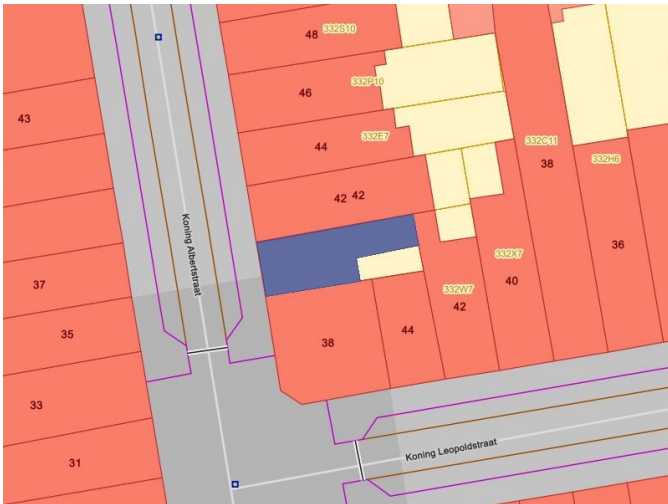 48
332S10
43
46
332P10
44
332E7
332C11
38
332H6
42 42
36
Koning Albertstraat
37
332X7
40
332W7
42
35
38
44
33
31
Koning Leopoldstraat